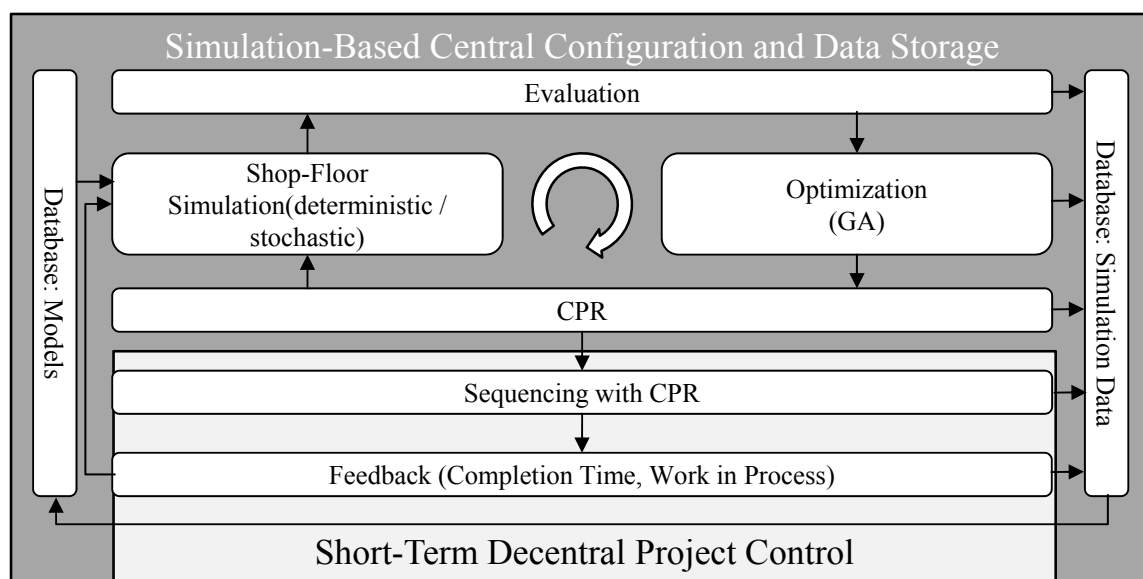 Simulation-Based Central Configuration and Data Storage
Evaluation
Database: Models
Shop-Floor
Simulation(deterministic /
stochastic)
Optimization
(GA)
Database: Simulation Data
CPR
Sequencing with CPR
Feedback (Completion Time, Work in Process)
Short-Term Decentral Project Control